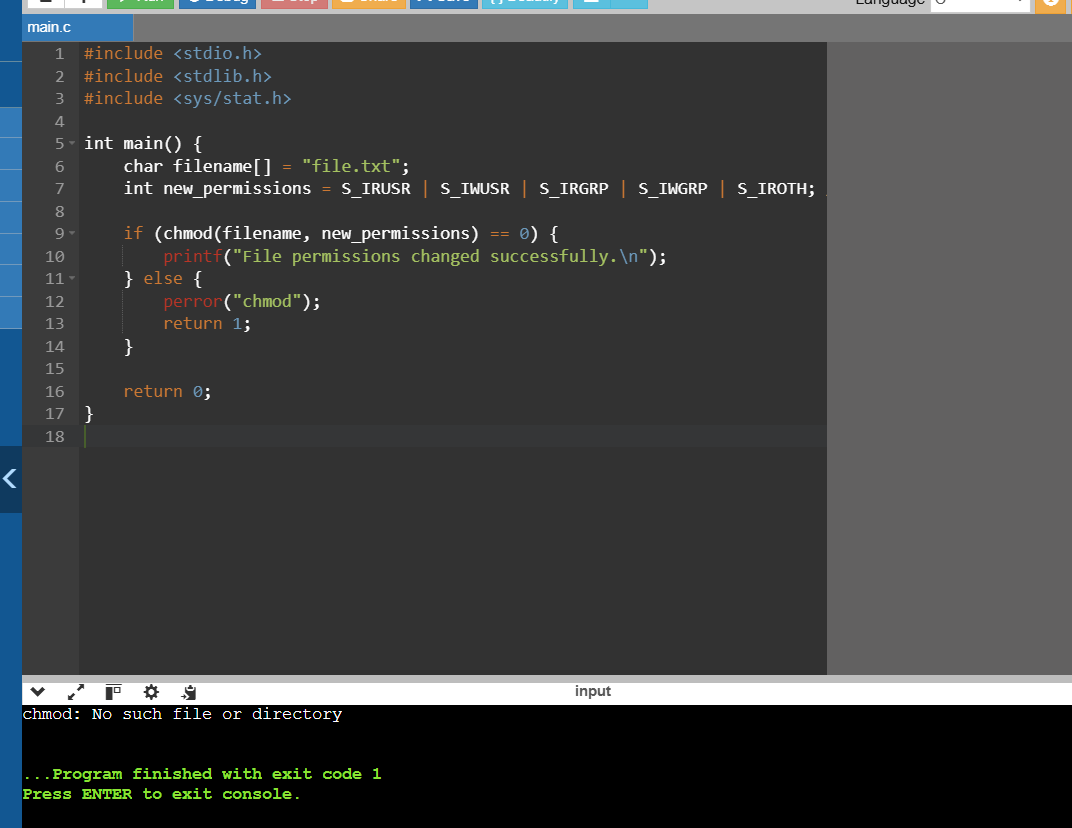 Language
main.c
1 #include <stdio.h>
2 #include <stdlib.h>
3 #include <sys/stat.h>
4
5 int main() {
6     char filename[] = "file.txt";
7     int new_permissions = S_IRUSR | S_IWUSR | S_IRGRP | S_IWGRP | S_IROTH;
8
9     if (chmod(filename, new_permissions) == 0) {
10         printf("File permissions changed successfully.\n");
11     } else {
12         perror("chmod");
13         return 1;
14     }
15
16     return 0;
17 }
18
input
chmod: No such file or directory
...Program finished with exit code 1
Press ENTER to exit console.